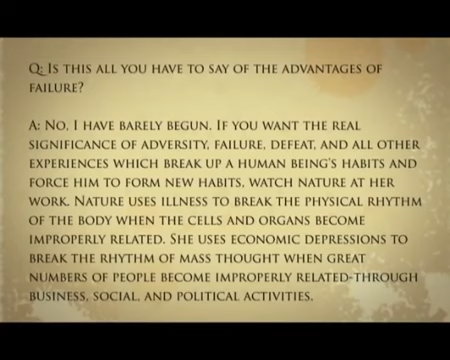 Q: Is this all you have to say of the advantages of
failure?
A: No, I have barely begun. If you want the real
significance of adversity, failure, defeat, and all other
experiences which break up a human being's habits and
force him to form new habits, watch nature at her
work. Nature uses illness to break the physical rhythm
of the body when the cells and organs become
improperly related. She uses economic depressions to
break the rhythm of mass thought when great
numbers of people become improperly related-through
business, social, and political activities.